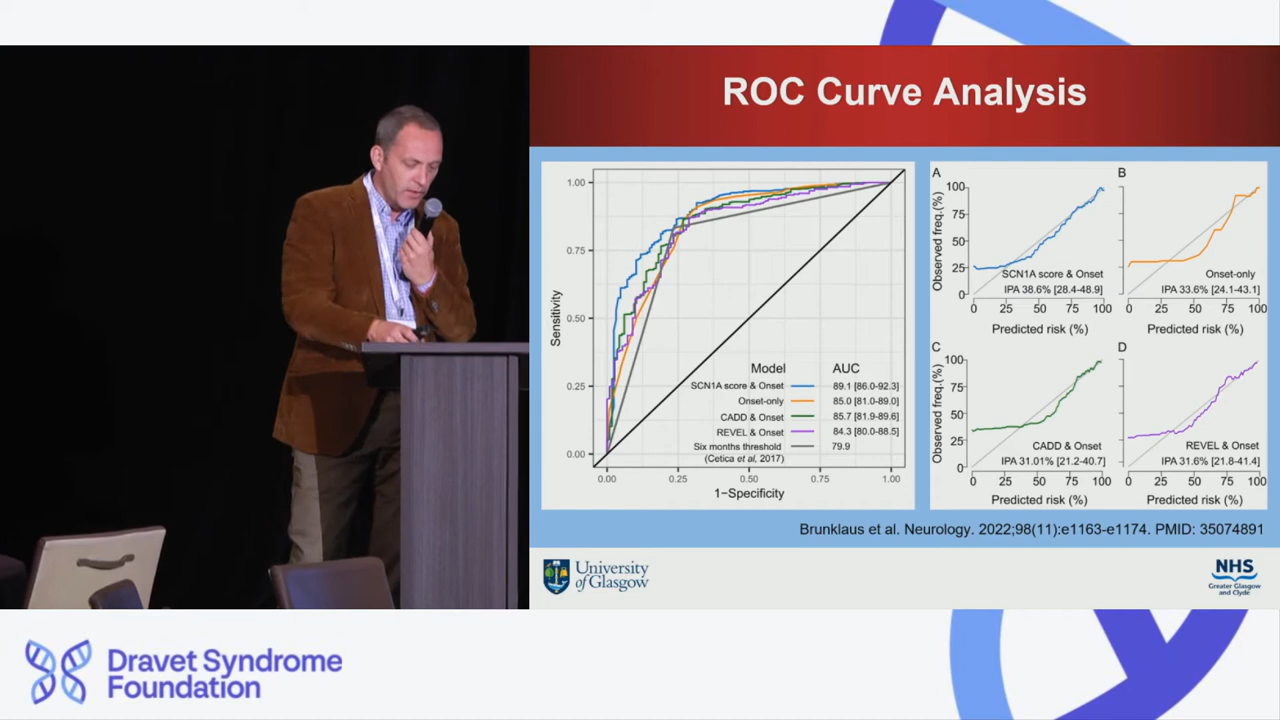 ROC Curve Analysis
1.00
0.75
0.50
0.25
0.00
Sensitivity
0.00
0.25
0.50
0.75
1.00
1−Specificity
Model AUC
SCN1A score & Onset 89.1 [86.0-92.3]
Onset-only 85.0 [81.0-89.0]
CADD & Onset 85.7 [81.9-89.6]
REVEL & Onset 84.3 [80.0-88.5]
Six months threshold 79.9
(Cetica et al, 2017)
A
100
75
50
25
0
Observed freq.(%)
SCN1A score & Onset
IPA 38.6% [28.4-48.9]
0 25 50 75 100
Predicted risk (%)
B
Onset-only
IPA 33.6% [24.1-43.1]
0 25 50 75 100
Predicted risk (%)
C
100
75
50
25
0
Observed freq.(%)
CADD & Onset
IPA 31.01% [21.2-40.7]
0 25 50 75 100
Predicted risk (%)
D
REVEL & Onset
IPA 31.6% [21.8-41.4]
0 25 50 75 100
Predicted risk (%)
Brunklaus et al. Neurology. 2022;98(11):e1163-e1174. PMID: 35074891
University
of Glasgow
NHS
Greater Glasgow
and Clyde
Dravet Syndrome
Foundation